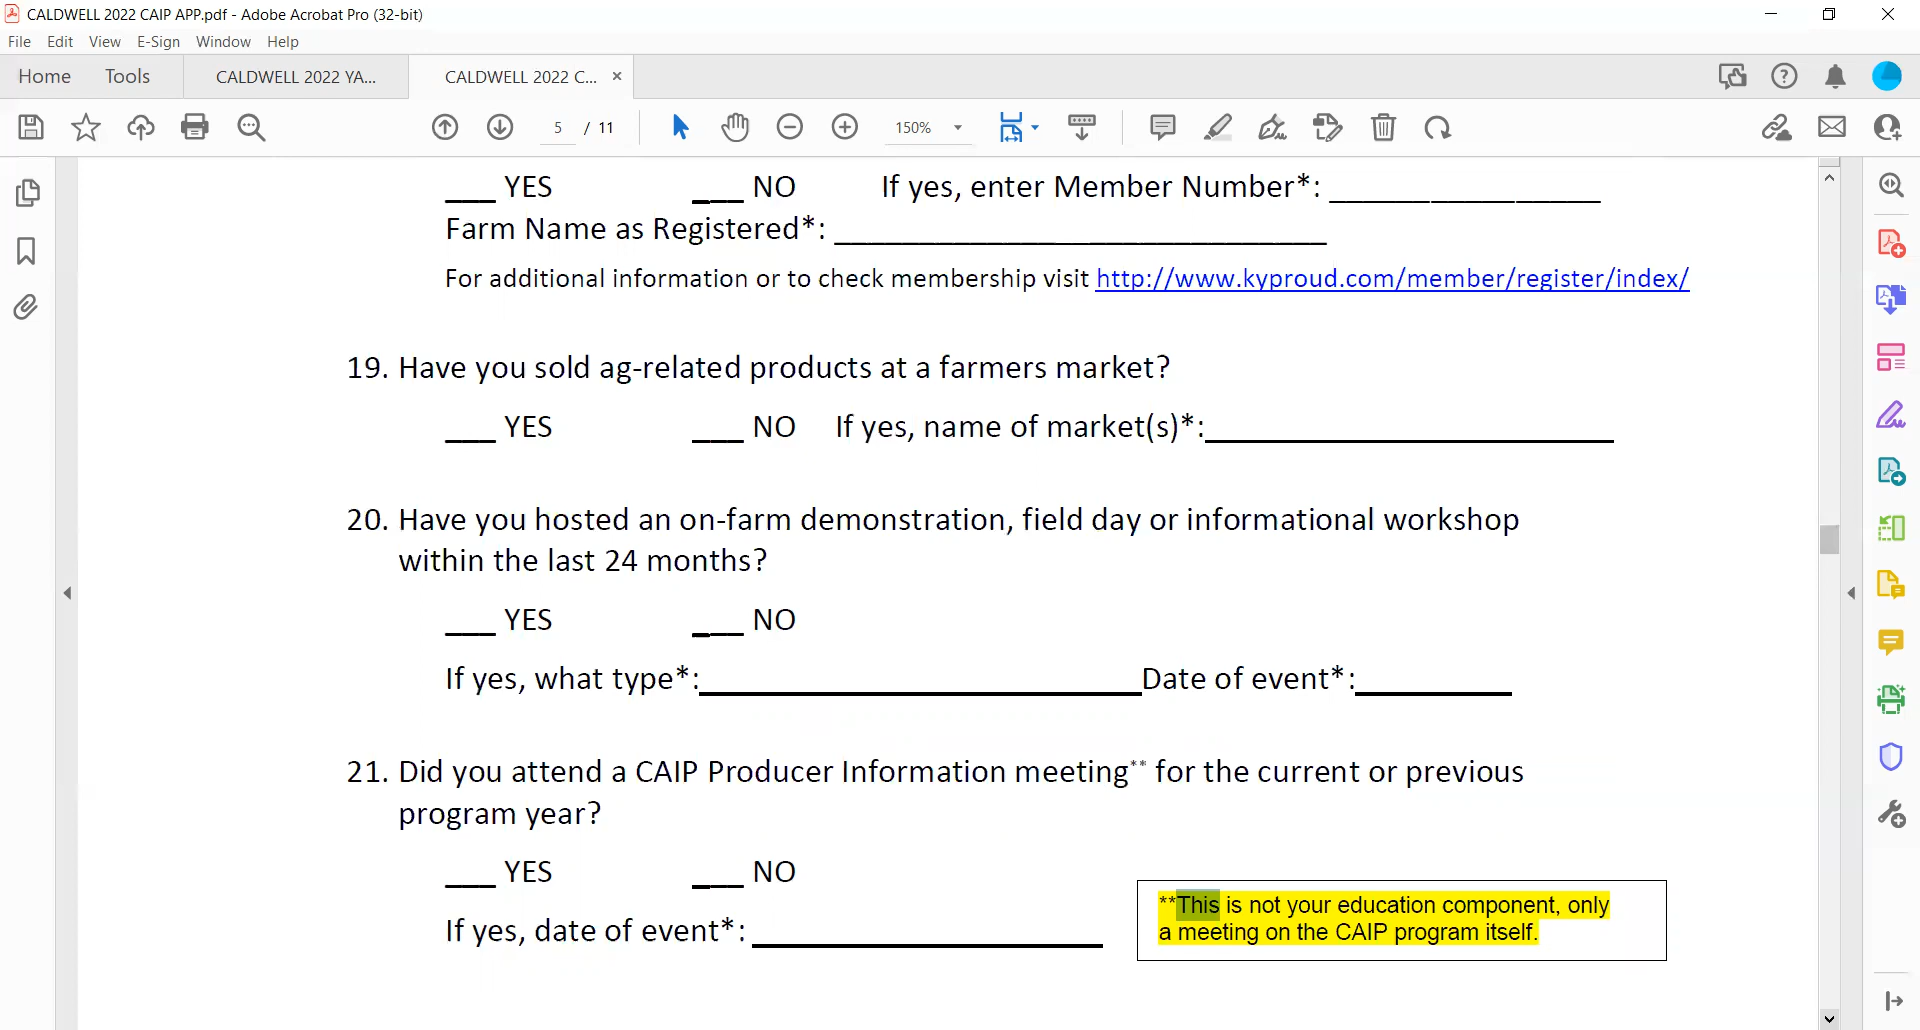 CALDWELL 2022 CAIP APP.pdf - Adobe Acrobat Pro (32-bit)
File Edit View E-Sign Window Help
Home Tools CALDWELL 2022 YA... CALDWELL 2022 C... ×
5 / 11 150%
___ YES ___ NO If yes, enter Member Number*: ________________
Farm Name as Registered*: _____________________________
For additional information or to check membership visit http://www.kyproud.com/member/register/index/
19. Have you sold ag-related products at a farmers market?
___ YES ___ NO If yes, name of market(s)*:________________________
20. Have you hosted an on-farm demonstration, field day or informational workshop
within the last 24 months?
___ YES ___ NO
If yes, what type*:__________________________Date of event*:_________
21. Did you attend a CAIP Producer Information meeting** for the current or previous
program year?
___ YES ___ NO
If yes, date of event*: _____________________
**This is not your education component, only
a meeting on the CAIP program itself.